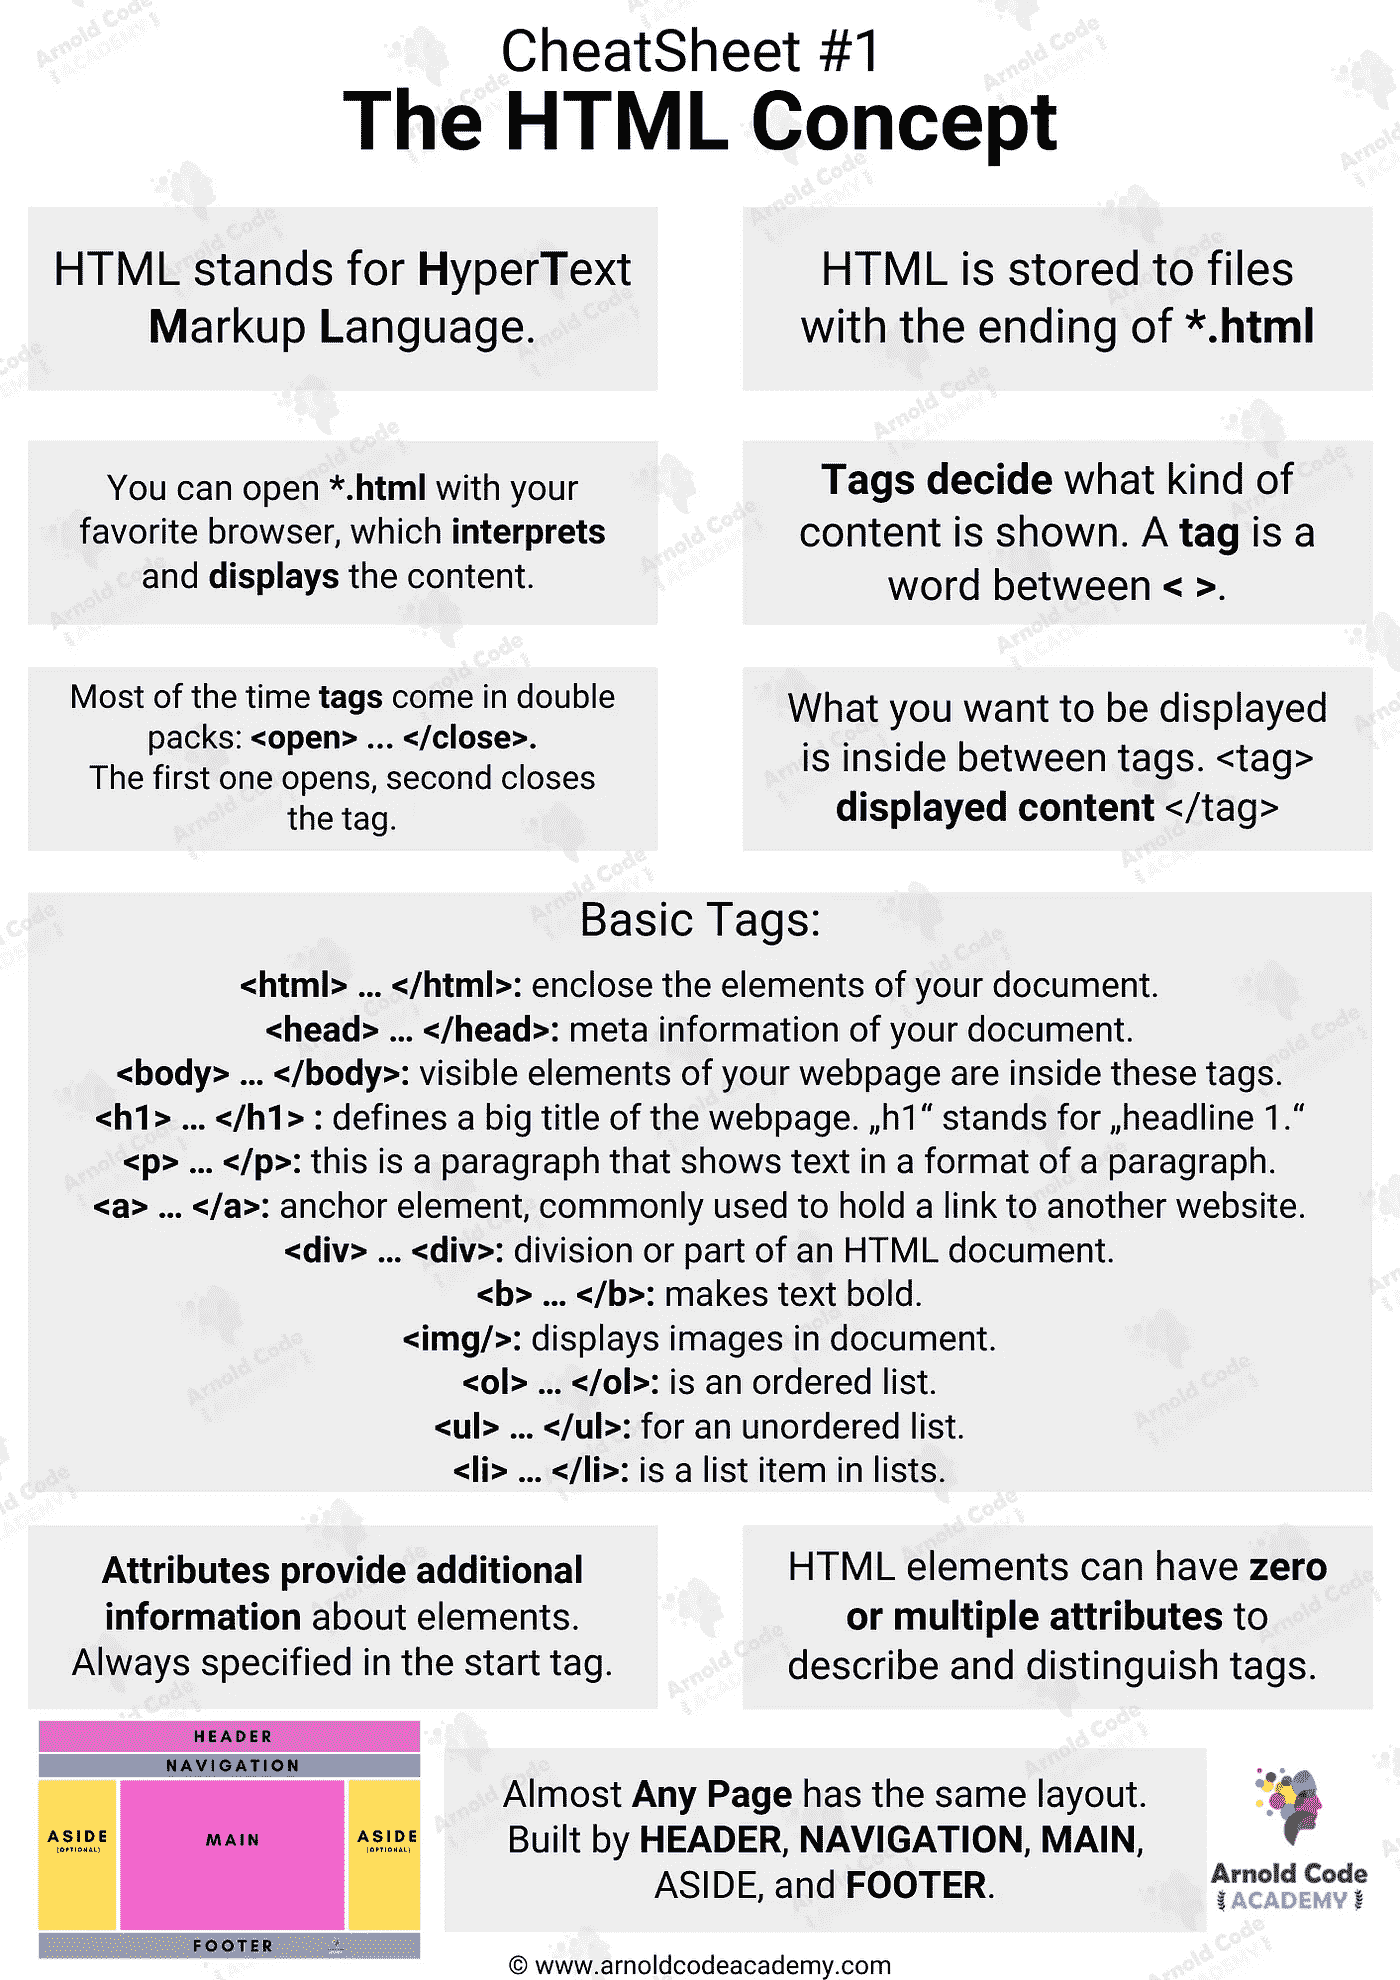 CheatSheet #1
The HTML Concept
HTML stands for HyperText
Markup Language.
HTML is stored to files
with the ending of *.html
You can open *.html with your
favorite browser, which interprets
and displays the content.
Tags decide what kind of
content is shown. A tag is a
word between < >.
Most of the time tags come in double
packs: <open> ... </close>.
The first one opens, second closes
the tag.
What you want to be displayed
is inside between tags. <tag>
displayed content </tag>
Basic Tags:
<html> ... </html>: enclose the elements of your document.
<head> ... </head>: meta information of your document.
<body> ... </body>: visible elements of your webpage are inside these tags.
<h1> ... </h1> : defines a big title of the webpage. „h1“ stands for „headline 1.“
<p> ... </p>: this is a paragraph that shows text in a format of a paragraph.
<a> ... </a>: anchor element, commonly used to hold a link to another website.
<div> ... <div>: division or part of an HTML document.
<b> ... </b>: makes text bold.
<img/>: displays images in document.
<ol> ... </ol>: is an ordered list.
<ul> ... </ul>: for an unordered list.
<li> ... </li>: is a list item in lists.
Attributes provide additional
information about elements.
Always specified in the start tag.
HTML elements can have zero
or multiple attributes to
describe and distinguish tags.
HEADER
NAVIGATION
ASIDE
(OPTIONAL)
MAIN
ASIDE
(OPTIONAL)
FOOTER
Almost Any Page has the same layout.
Built by HEADER, NAVIGATION, MAIN,
ASIDE, and FOOTER.
Arnold Code
ACADEMY
© www.arnoldcodeacademy.com